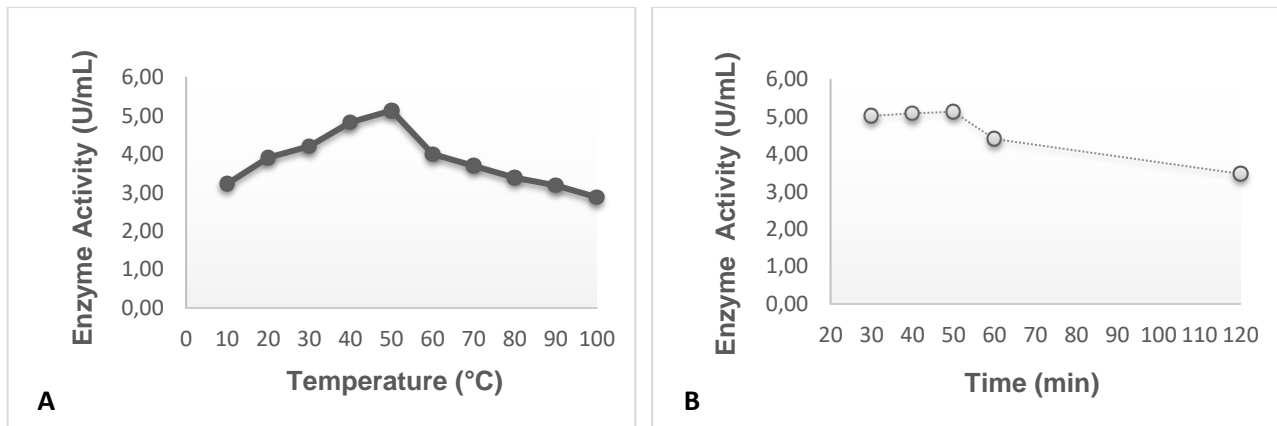 Enzyme Activity (U/mL)
6,00
5,00
4,00
3,00
2,00
1,00
0,00
0 10 20 30 40 50 60 70 80 90 100
Temperature (°C)
A
Enzyme Activity (U/mL)
6,00
5,00
4,00
3,00
2,00
1,00
0,00
20 30 40 50 60 70 80 90 100 110 120
Time (min)
B